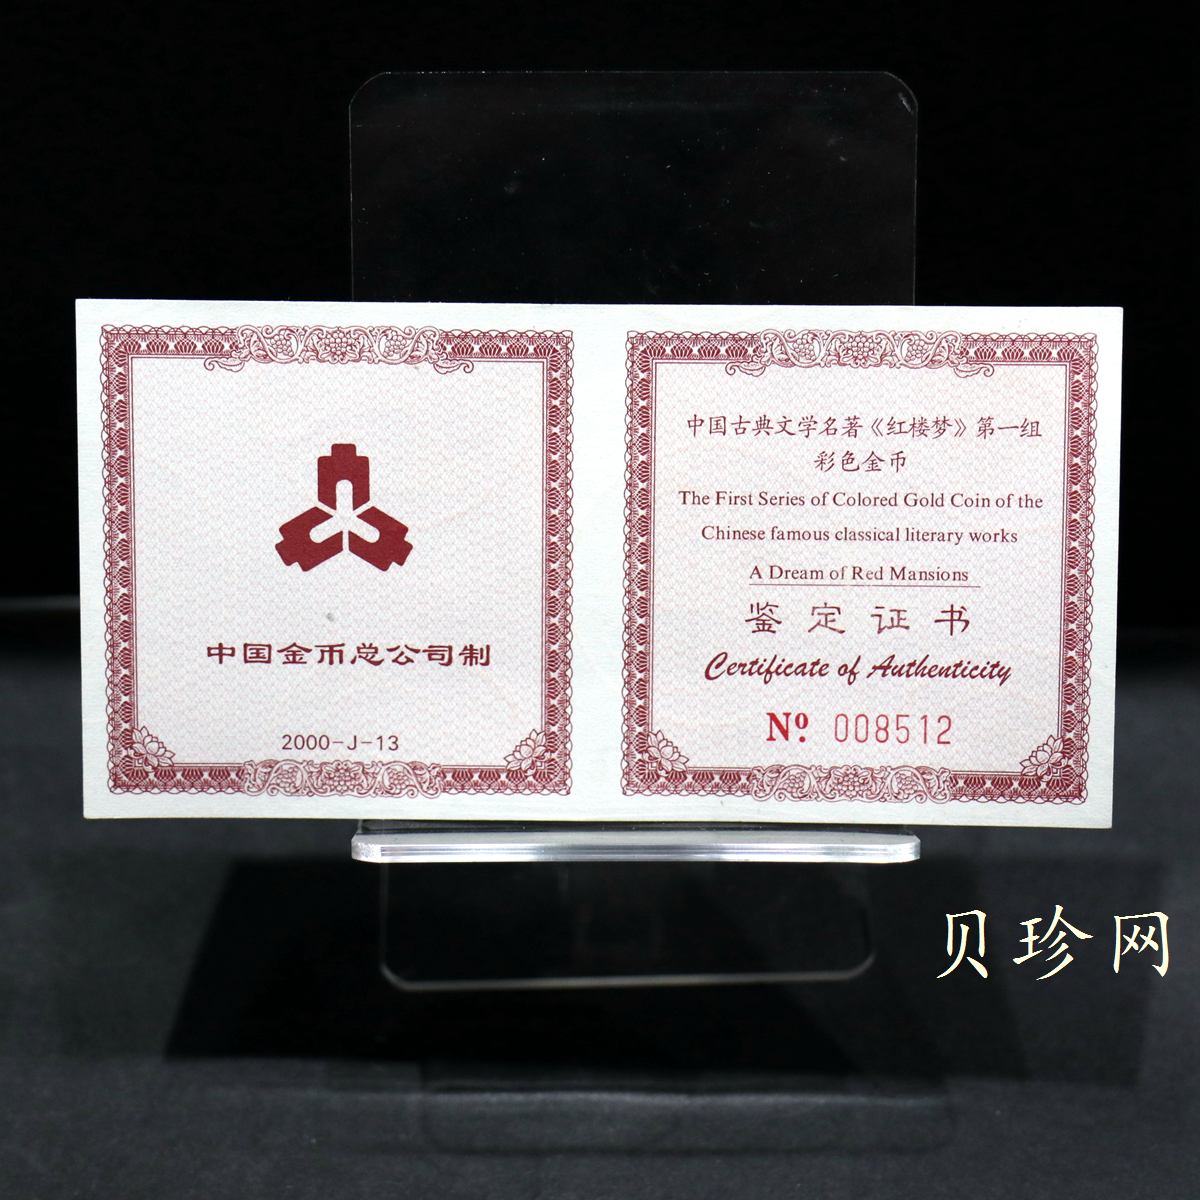 中国金币总公司制
2000-J-13
中国古典文学名著《红楼梦》第一组
彩色金币
The First Series of Colored Gold Coin of the
Chinese famous classical literary works
A Dream of Red Mansions
鉴定证书
Certificate of Authenticity
Nº. 008512
贝珍网